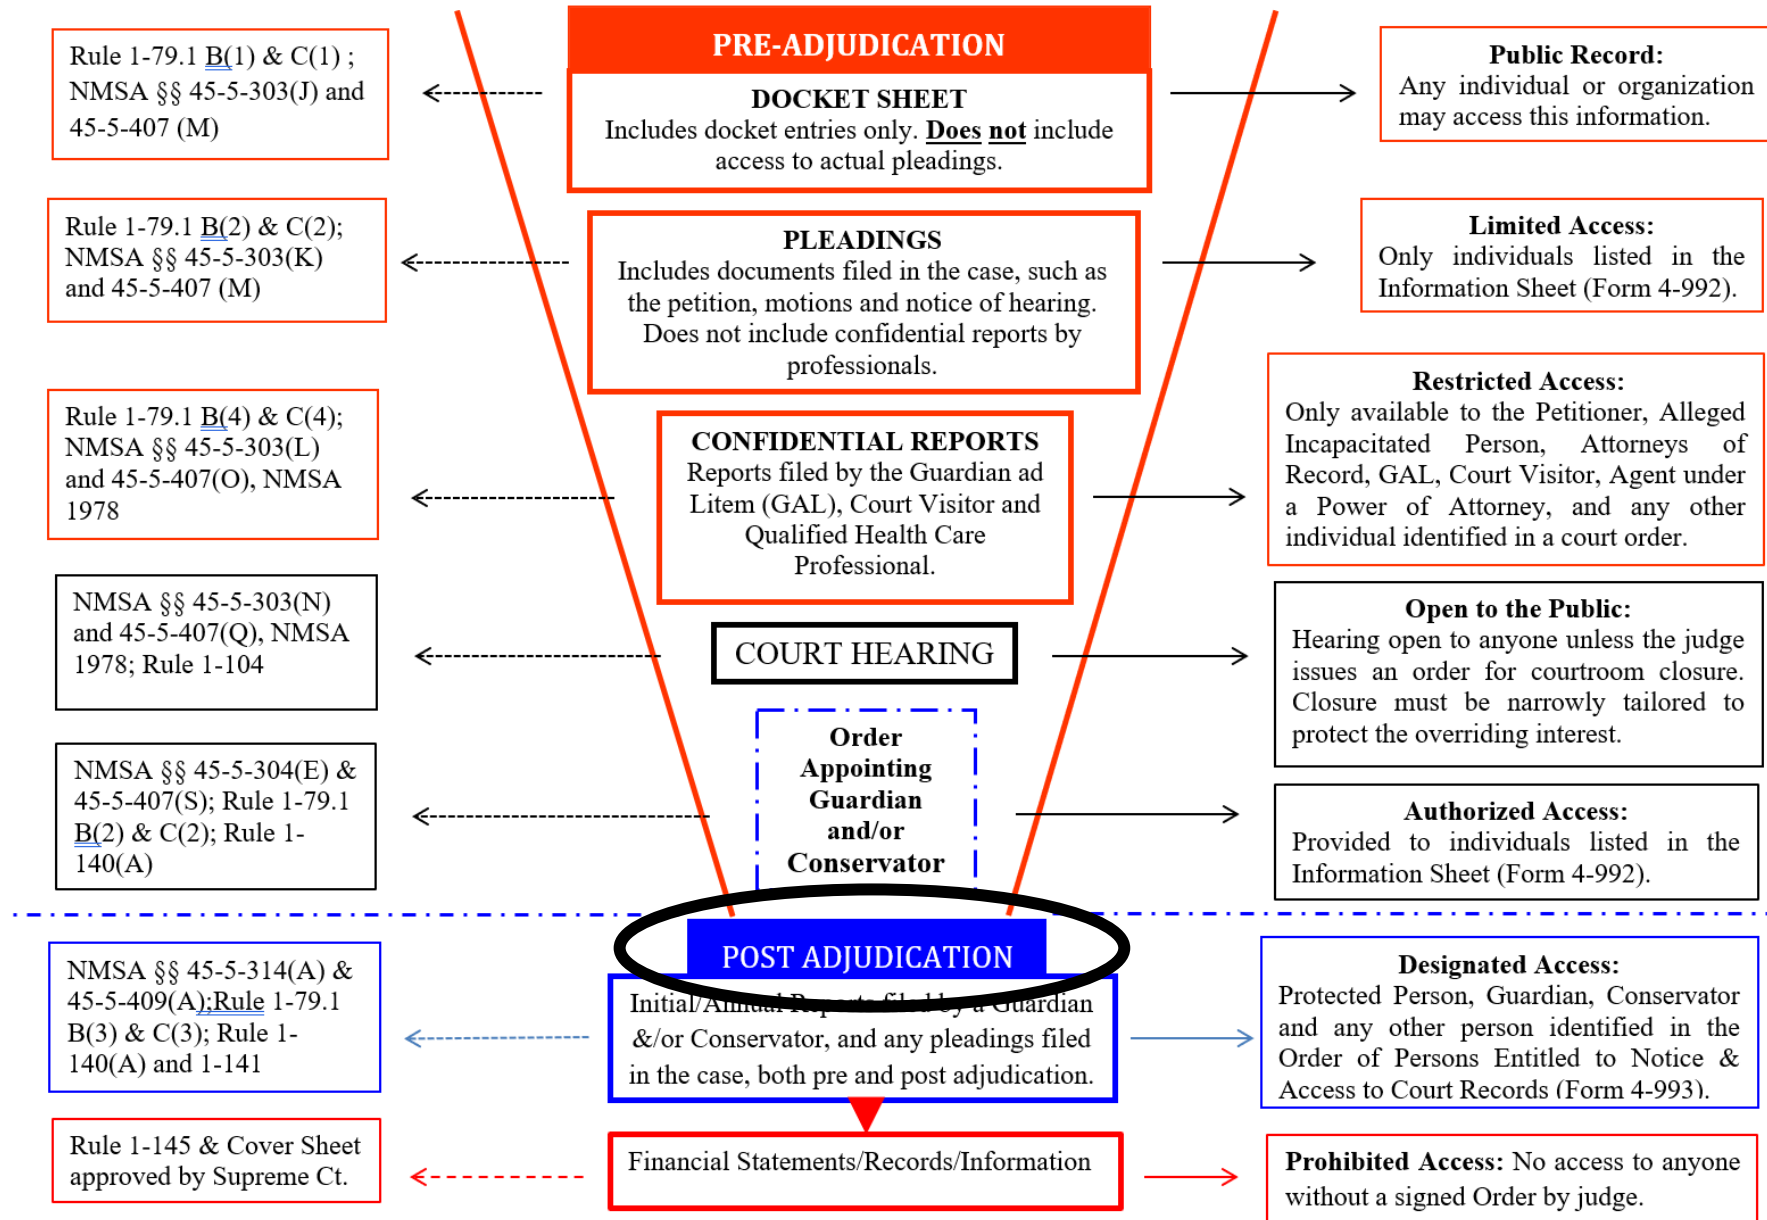 PRE-ADJUDICATION
Rule 1-79.1 B(1) & C(1) ;
NMSA §§ 45-5-303(J) and
45-5-407 (M)
DOCKET SHEET
Includes docket entries only. Does not include
access to actual pleadings.
Public Record:
Any individual or organization
may access this information.
Rule 1-79.1 B(2) & C(2);
NMSA §§ 45-5-303(K)
and 45-5-407 (M)
PLEADINGS
Includes documents filed in the case, such as
the petition, motions and notice of hearing.
Does not include confidential reports by
professionals.
Limited Access:
Only individuals listed in the
Information Sheet (Form 4-992).
Rule 1-79.1 B(4) & C(4);
NMSA §§ 45-5-303(L)
and 45-5-407(O), NMSA
1978
CONFIDENTIAL REPORTS
Reports filed by the Guardian ad
Litem (GAL), Court Visitor and
Qualified Health Care
Professional.
Restricted Access:
Only available to the Petitioner, Alleged
Incapacitated Person, Attorneys of
Record, GAL, Court Visitor, Agent under
a Power of Attorney, and any other
individual identified in a court order.
NMSA §§ 45-5-303(N)
and 45-5-407(Q), NMSA
1978; Rule 1-104
COURT HEARING
Open to the Public:
Hearing open to anyone unless the judge
issues an order for courtroom closure.
Closure must be narrowly tailored to
protect the overriding interest.
NMSA §§ 45-5-304(E) &
45-5-407(S); Rule 1-79.1
B(2) & C(2); Rule 1-
140(A)
Order
Appointing
Guardian
and/or
Conservator
Authorized Access:
Provided to individuals listed in the
Information Sheet (Form 4-992).
POST ADJUDICATION
NMSA §§ 45-5-314(A) &
45-5-409(A);Rule 1-79.1
B(3) & C(3); Rule 1-
140(A) and 1-141
Initial/Annual Reports filed by a Guardian
&/or Conservator, and any pleadings filed
in the case, both pre and post adjudication.
Designated Access:
Protected Person, Guardian, Conservator
and any other person identified in the
Order of Persons Entitled to Notice &
Access to Court Records (Form 4-993).
Rule 1-145 & Cover Sheet
approved by Supreme Ct.
Financial Statements/Records/Information
Prohibited Access: No access to anyone
without a signed Order by judge.